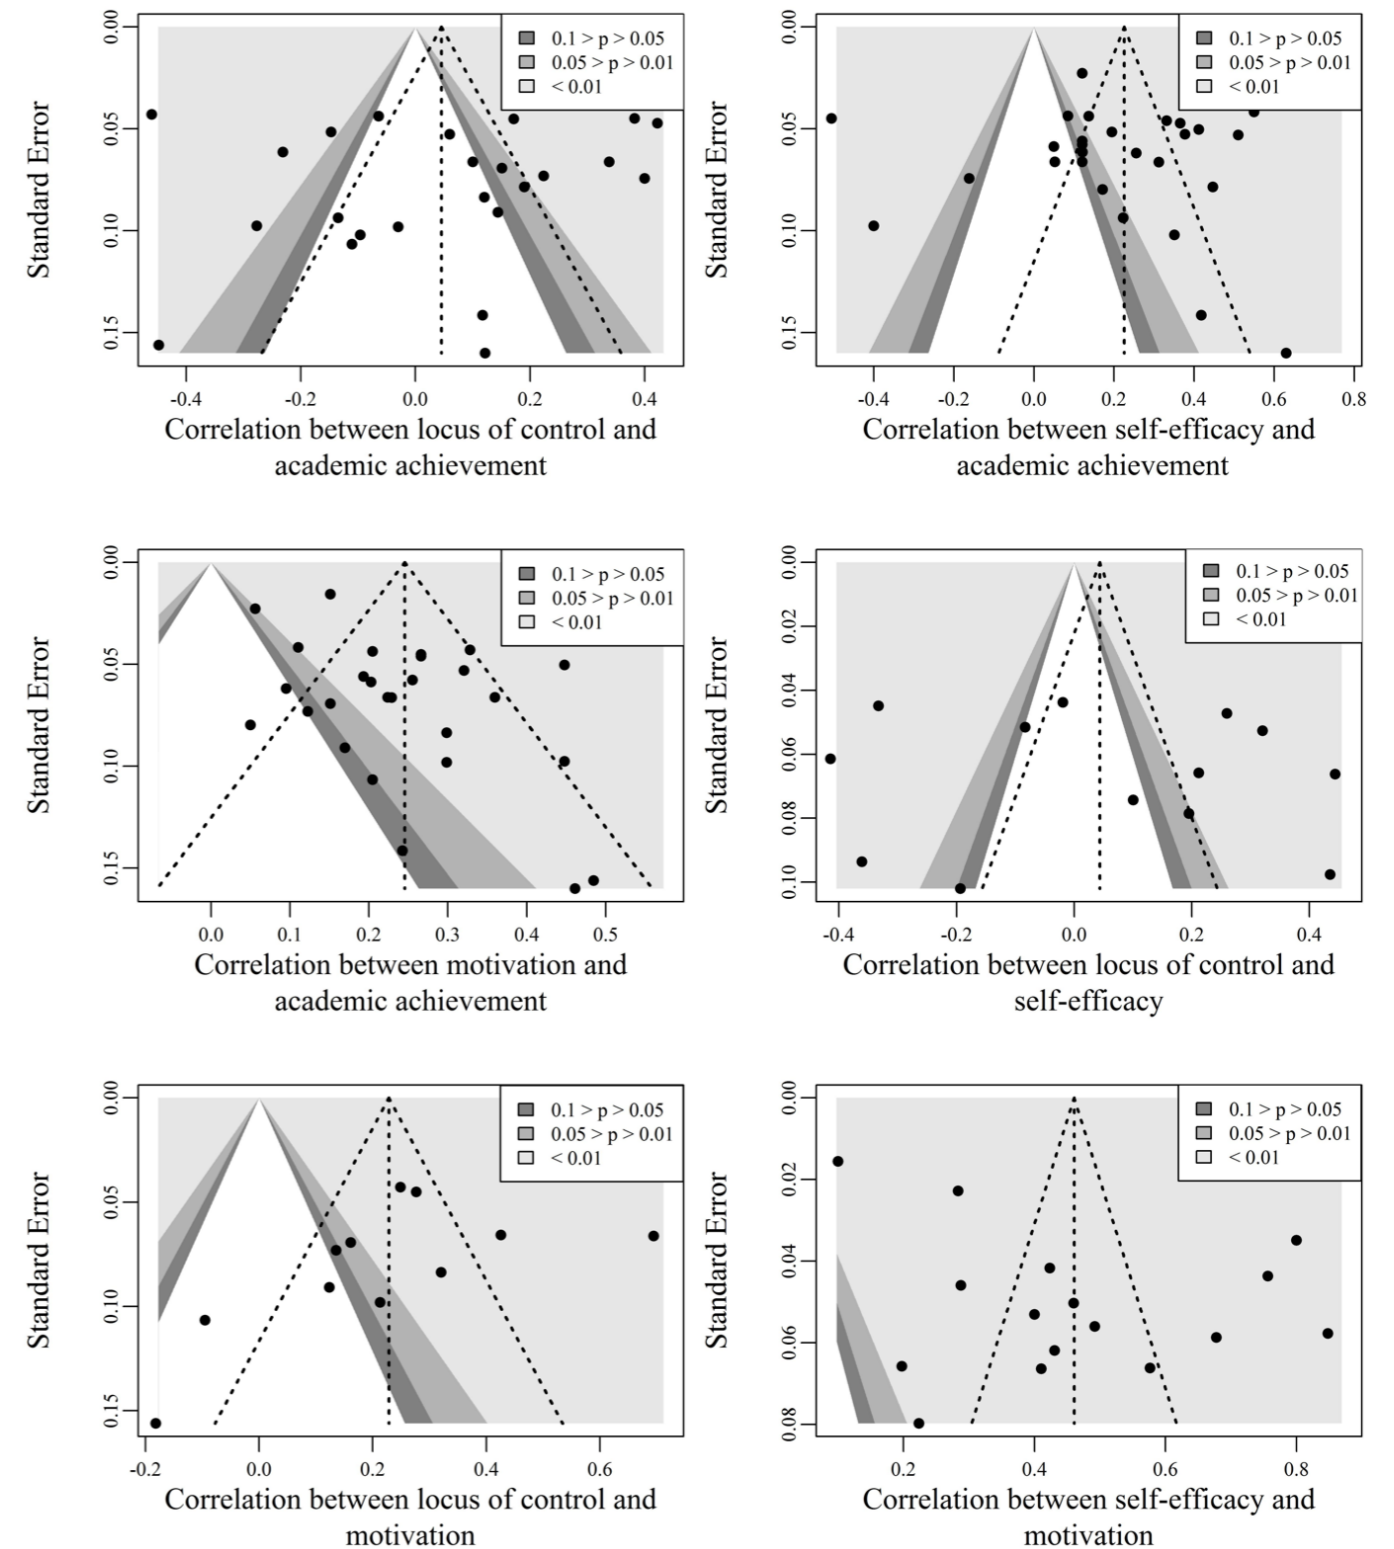 0.1 > p > 0.05
0.05 > p > 0.01
< 0.01
Standard Error
0.00
0.05
0.10
0.15
-0.4 -0.2 0.0 0.2 0.4
Correlation between locus of control and
academic achievement
0.1 > p > 0.05
0.05 > p > 0.01
< 0.01
Standard Error
0.00
0.05
0.10
0.15
-0.4 -0.2 0.0 0.2 0.4 0.6 0.8
Correlation between self-efficacy and
academic achievement
0.1 > p > 0.05
0.05 > p > 0.01
< 0.01
Standard Error
0.00
0.05
0.10
0.15
0.0 0.1 0.2 0.3 0.4 0.5
Correlation between motivation and
academic achievement
0.1 > p > 0.05
0.05 > p > 0.01
< 0.01
Standard Error
0.00
0.02
0.04
0.06
0.08
0.10
-0.4 -0.2 0.0 0.2 0.4
Correlation between locus of control and
self-efficacy
0.1 > p > 0.05
0.05 > p > 0.01
< 0.01
Standard Error
0.00
0.05
0.10
0.15
-0.2 0.0 0.2 0.4 0.6
Correlation between locus of control and
motivation
0.1 > p > 0.05
0.05 > p > 0.01
< 0.01
Standard Error
0.00
0.02
0.04
0.06
0.08
0.2 0.4 0.6 0.8
Correlation between self-efficacy and
motivation